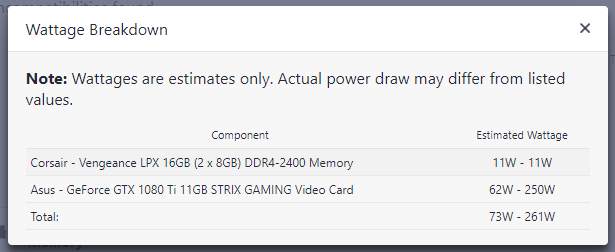 Wattage Breakdown ×
Note: Wattages are estimates only. Actual power draw may differ from listed
values.
Component Estimated Wattage
Corsair - Vengeance LPX 16GB (2 x 8GB) DDR4-2400 Memory 11W - 11W
Asus - GeForce GTX 1080 Ti 11GB STRIX GAMING Video Card 62W - 250W
Total: 73W - 261W